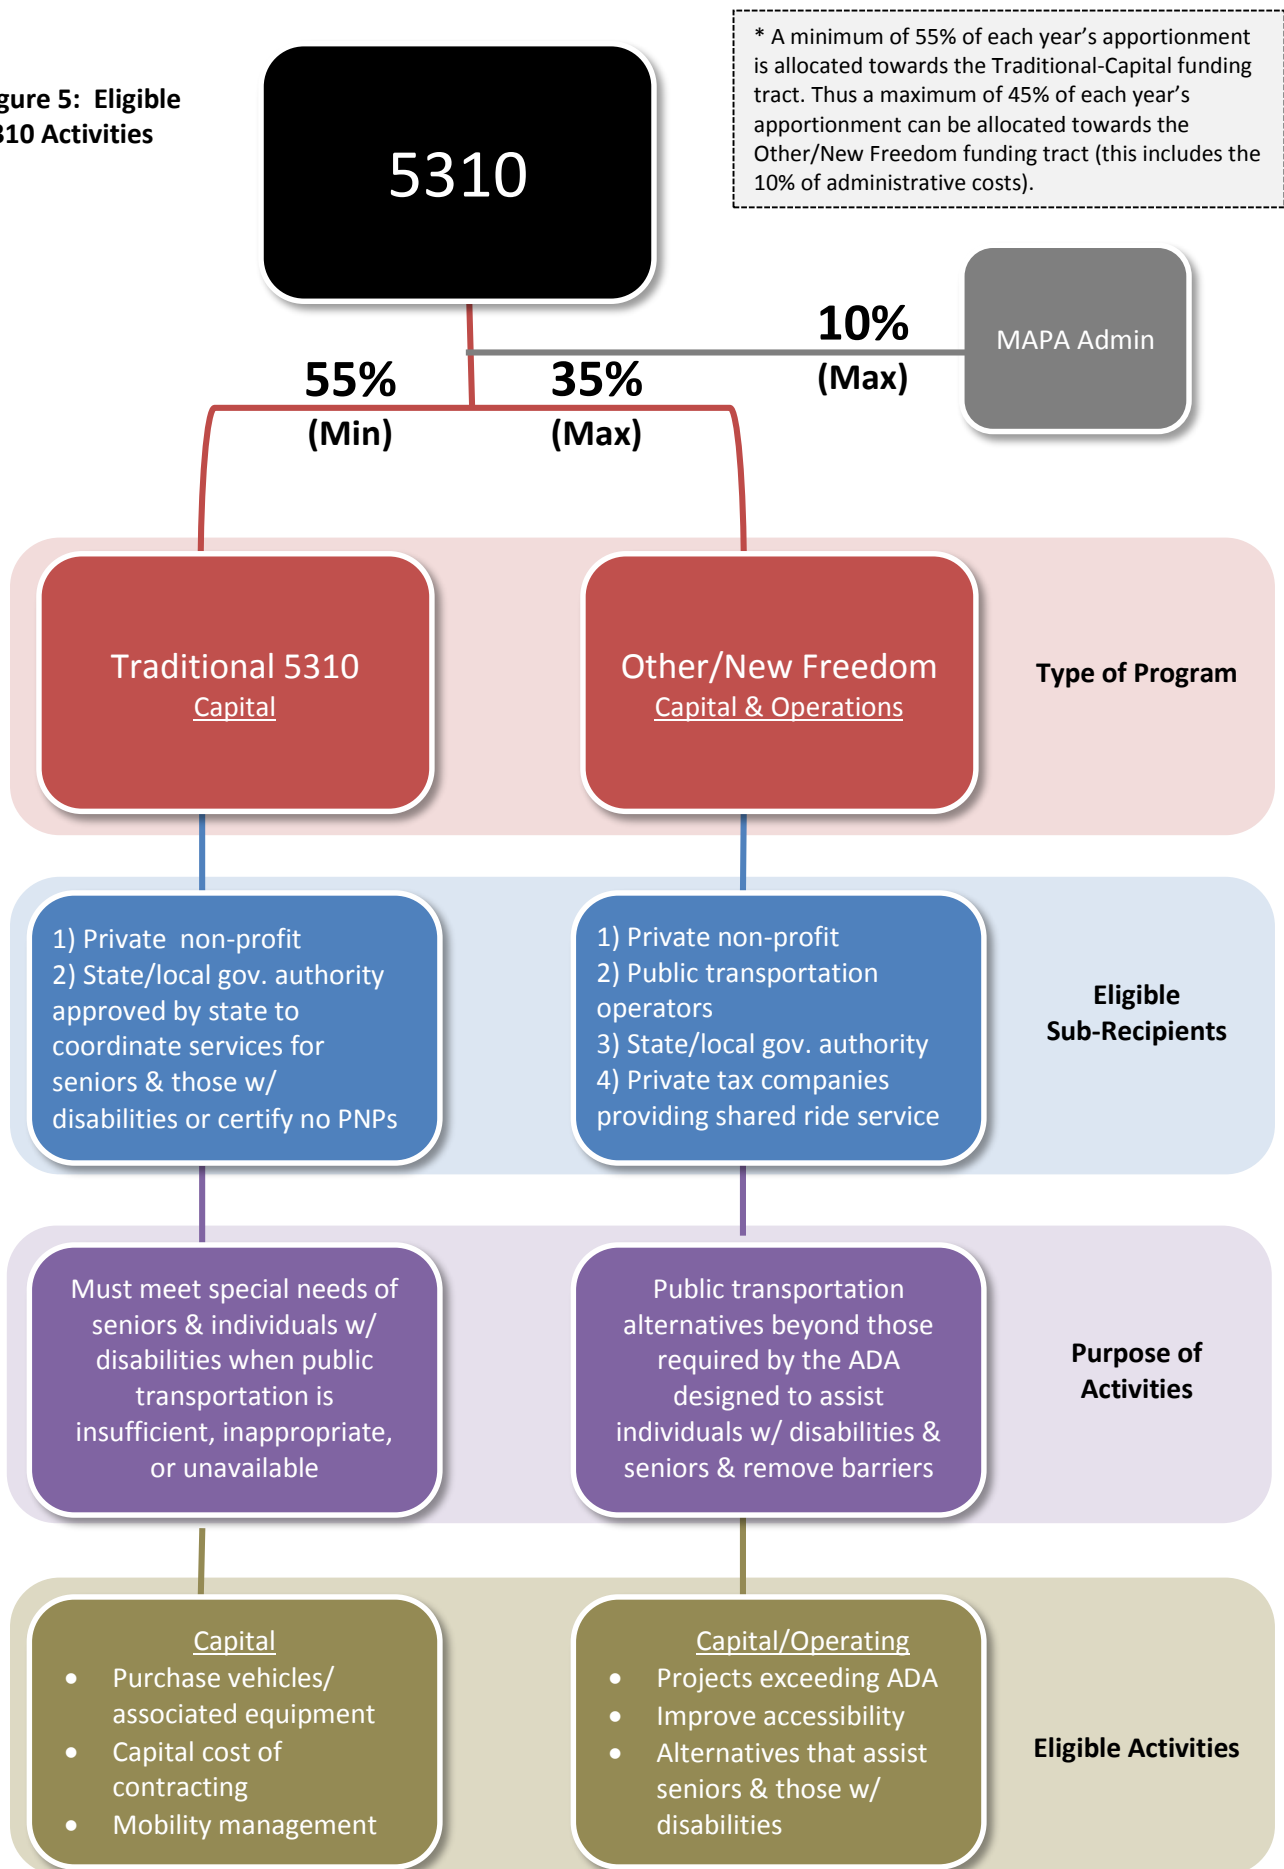 gure 5:  Eligible
310 Activities
5310
* A minimum of 55% of each year’s apportionment
is allocated towards the Traditional-Capital funding
tract. Thus a maximum of 45% of each year’s
apportionment can be allocated towards the
Other/New Freedom funding tract (this includes the
10% of administrative costs).
10%
(Max)
MAPA Admin
55%
(Min)
35%
(Max)
Traditional 5310
Capital
Other/New Freedom
Capital & Operations
Type of Program
1) Private  non-profit
2) State/local gov. authority
approved by state to
coordinate services for
seniors & those w/
disabilities or certify no PNPs
1) Private non-profit
2) Public transportation
operators
3) State/local gov. authority
4) Private tax companies
providing shared ride service
Eligible
Sub-Recipients
Must meet special needs of
seniors & individuals w/
disabilities when public
transportation is
insufficient, inappropriate,
or unavailable
Public transportation
alternatives beyond those
required by the ADA
designed to assist
individuals w/ disabilities &
seniors & remove barriers
Purpose of
Activities
Capital
• Purchase vehicles/
associated equipment
• Capital cost of
contracting
• Mobility management
Capital/Operating
• Projects exceeding ADA
• Improve accessibility
• Alternatives that assist
seniors & those w/
disabilities
Eligible Activities